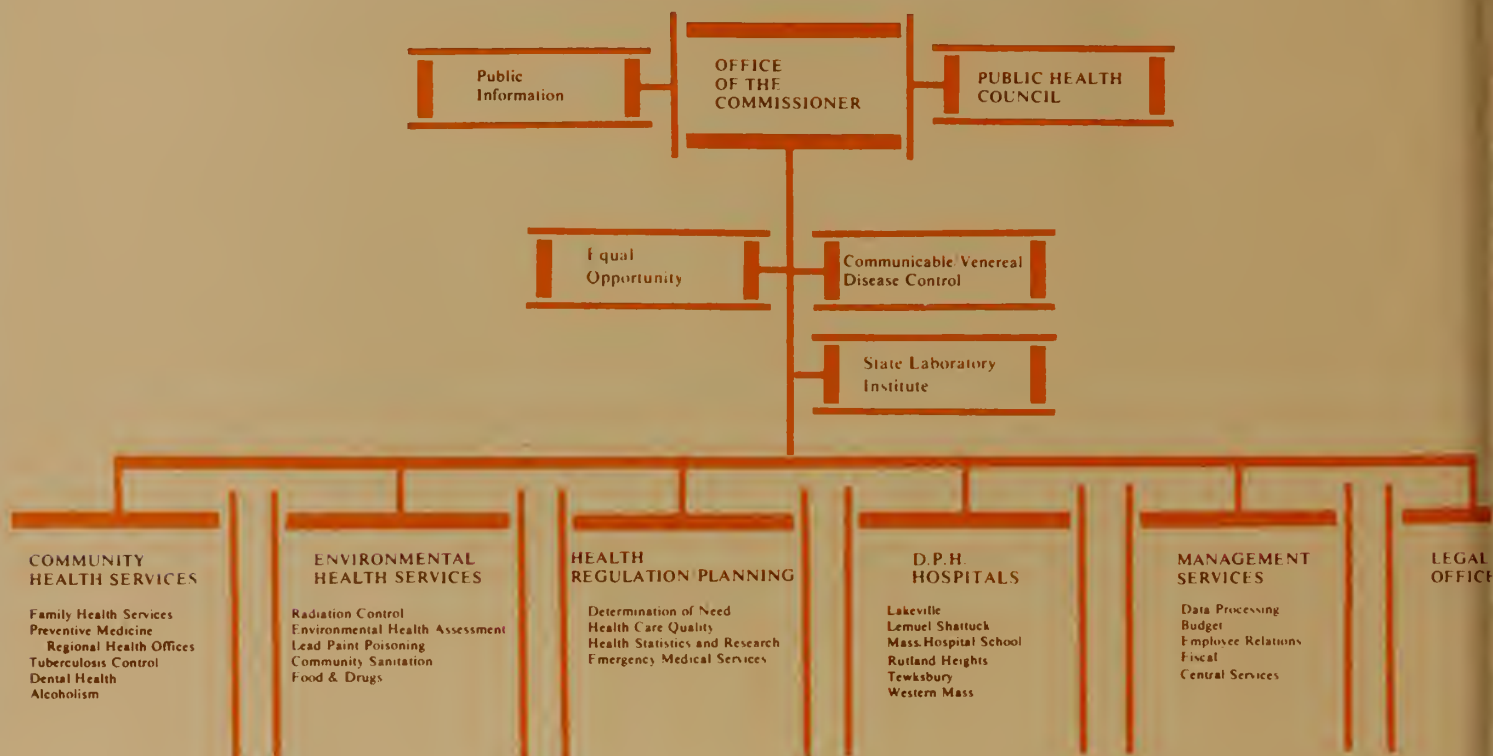 Public
Information
OFFICE
OF THE
COMMISSIONER
PUBLIC HEALTH
COUNCIL
Equal
Opportunity
Communicable/Venereal
Disease Control
State Laboratory
Institute
COMMUNITY
HEALTH SERVICES
Family Health Services
Preventive Medicine
Regional Health Offices
Tuberculosis Control
Dental Health
Alcoholism
ENVIRONMENTAL
HEALTH SERVICES
Radiation Control
Environmental Health Assessment
Lead Paint Poisoning
Community Sanitation
Food & Drugs
HEALTH
REGULATION PLANNING
Determination of Need
Health Care Quality
Health Statistics and Research
Emergency Medical Services
D.P.H.
HOSPITALS
Lakeville
Lemuel Shattuck
Mass.Hospital School
Rutland Heights
Tewksbury
Western Mass
MANAGEMENT
SERVICES
Data Processing
Budget
Employee Relations
Fiscal
Central Services
LEGAL
OFFICE